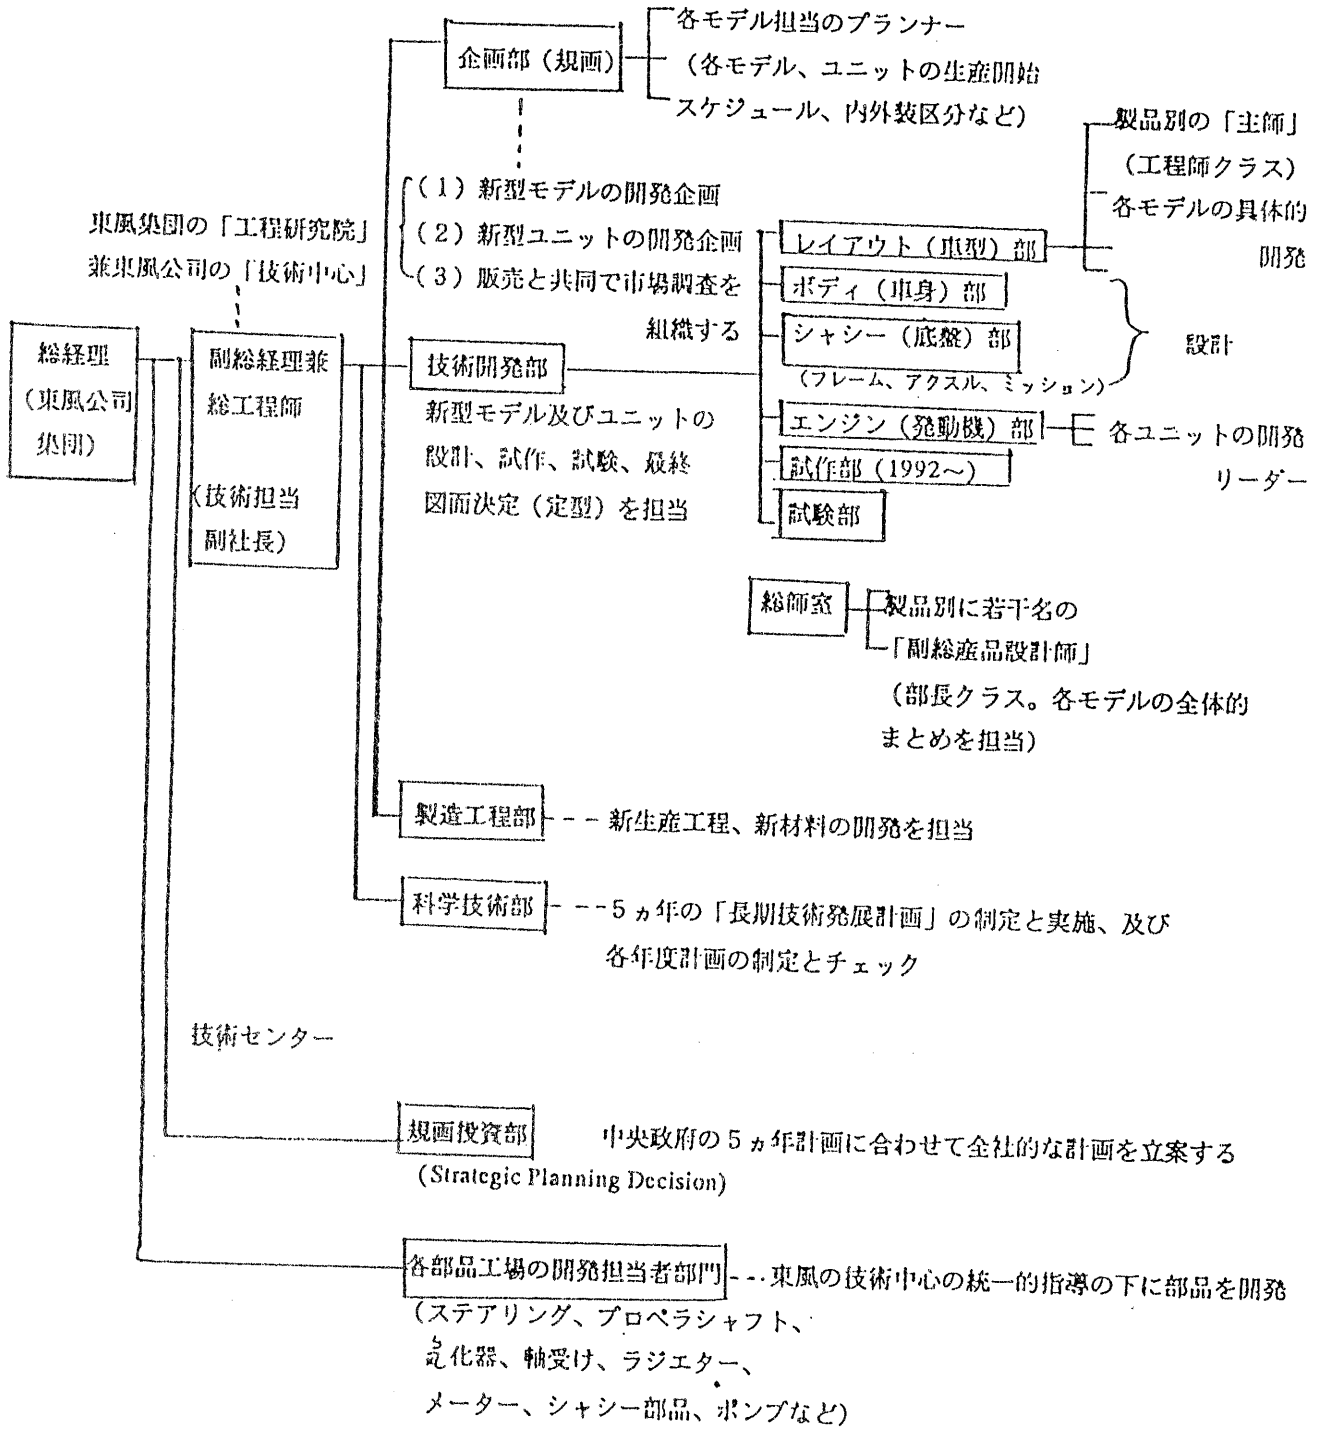 企画部（規画）
各モデル担当のプランナー
（各モデル、ユニットの生産開始
スケジュール、内外装区分など）
（1）新型モデルの開発企画
（2）新型ユニットの開発企画
（3）販売と共同で市場調査を
組織する
東風集団の「工程研究院」
兼東風公司の「技術中心」
総経理
（東風公司
集団）
副総経理兼
総工程師
（技術担当
副社長）
技術開発部
新型モデル及びユニットの
設計、試作、試験、最終
図面決定（定型）を担当
レイアウト（車型）部
ボディ（車身）部
シャシー（底盤）部
（フレーム、アクスル、ミッション）
エンジン（発動機）部
試作部（1992～）
試験部
製品別の「主師」
（工程師クラス）
各モデルの具体的
開発
設計
各ユニットの開発
リーダー
総師室
製品別に若干名の
「副総産品設計師」
（部長クラス。各モデルの全体的
まとめを担当）
製造工程部
新生産工程、新材料の開発を担当
科学技術部
5ヵ年の「長期技術発展計画」の制定と実施、及び
各年度計画の制定とチェック
技術センター
規画投資部
（Strategic Planning Decision）
中央政府の5ヵ年計画に合わせて全社的な計画を立案する
各部品工場の開発担当者部門
東風の技術中心の統一的指導の下に部品を開発
（ステアリング、プロペラシャフト、
気化器、軸受け、ラジエター、
メーター、シャシー部品、ポンプなど）